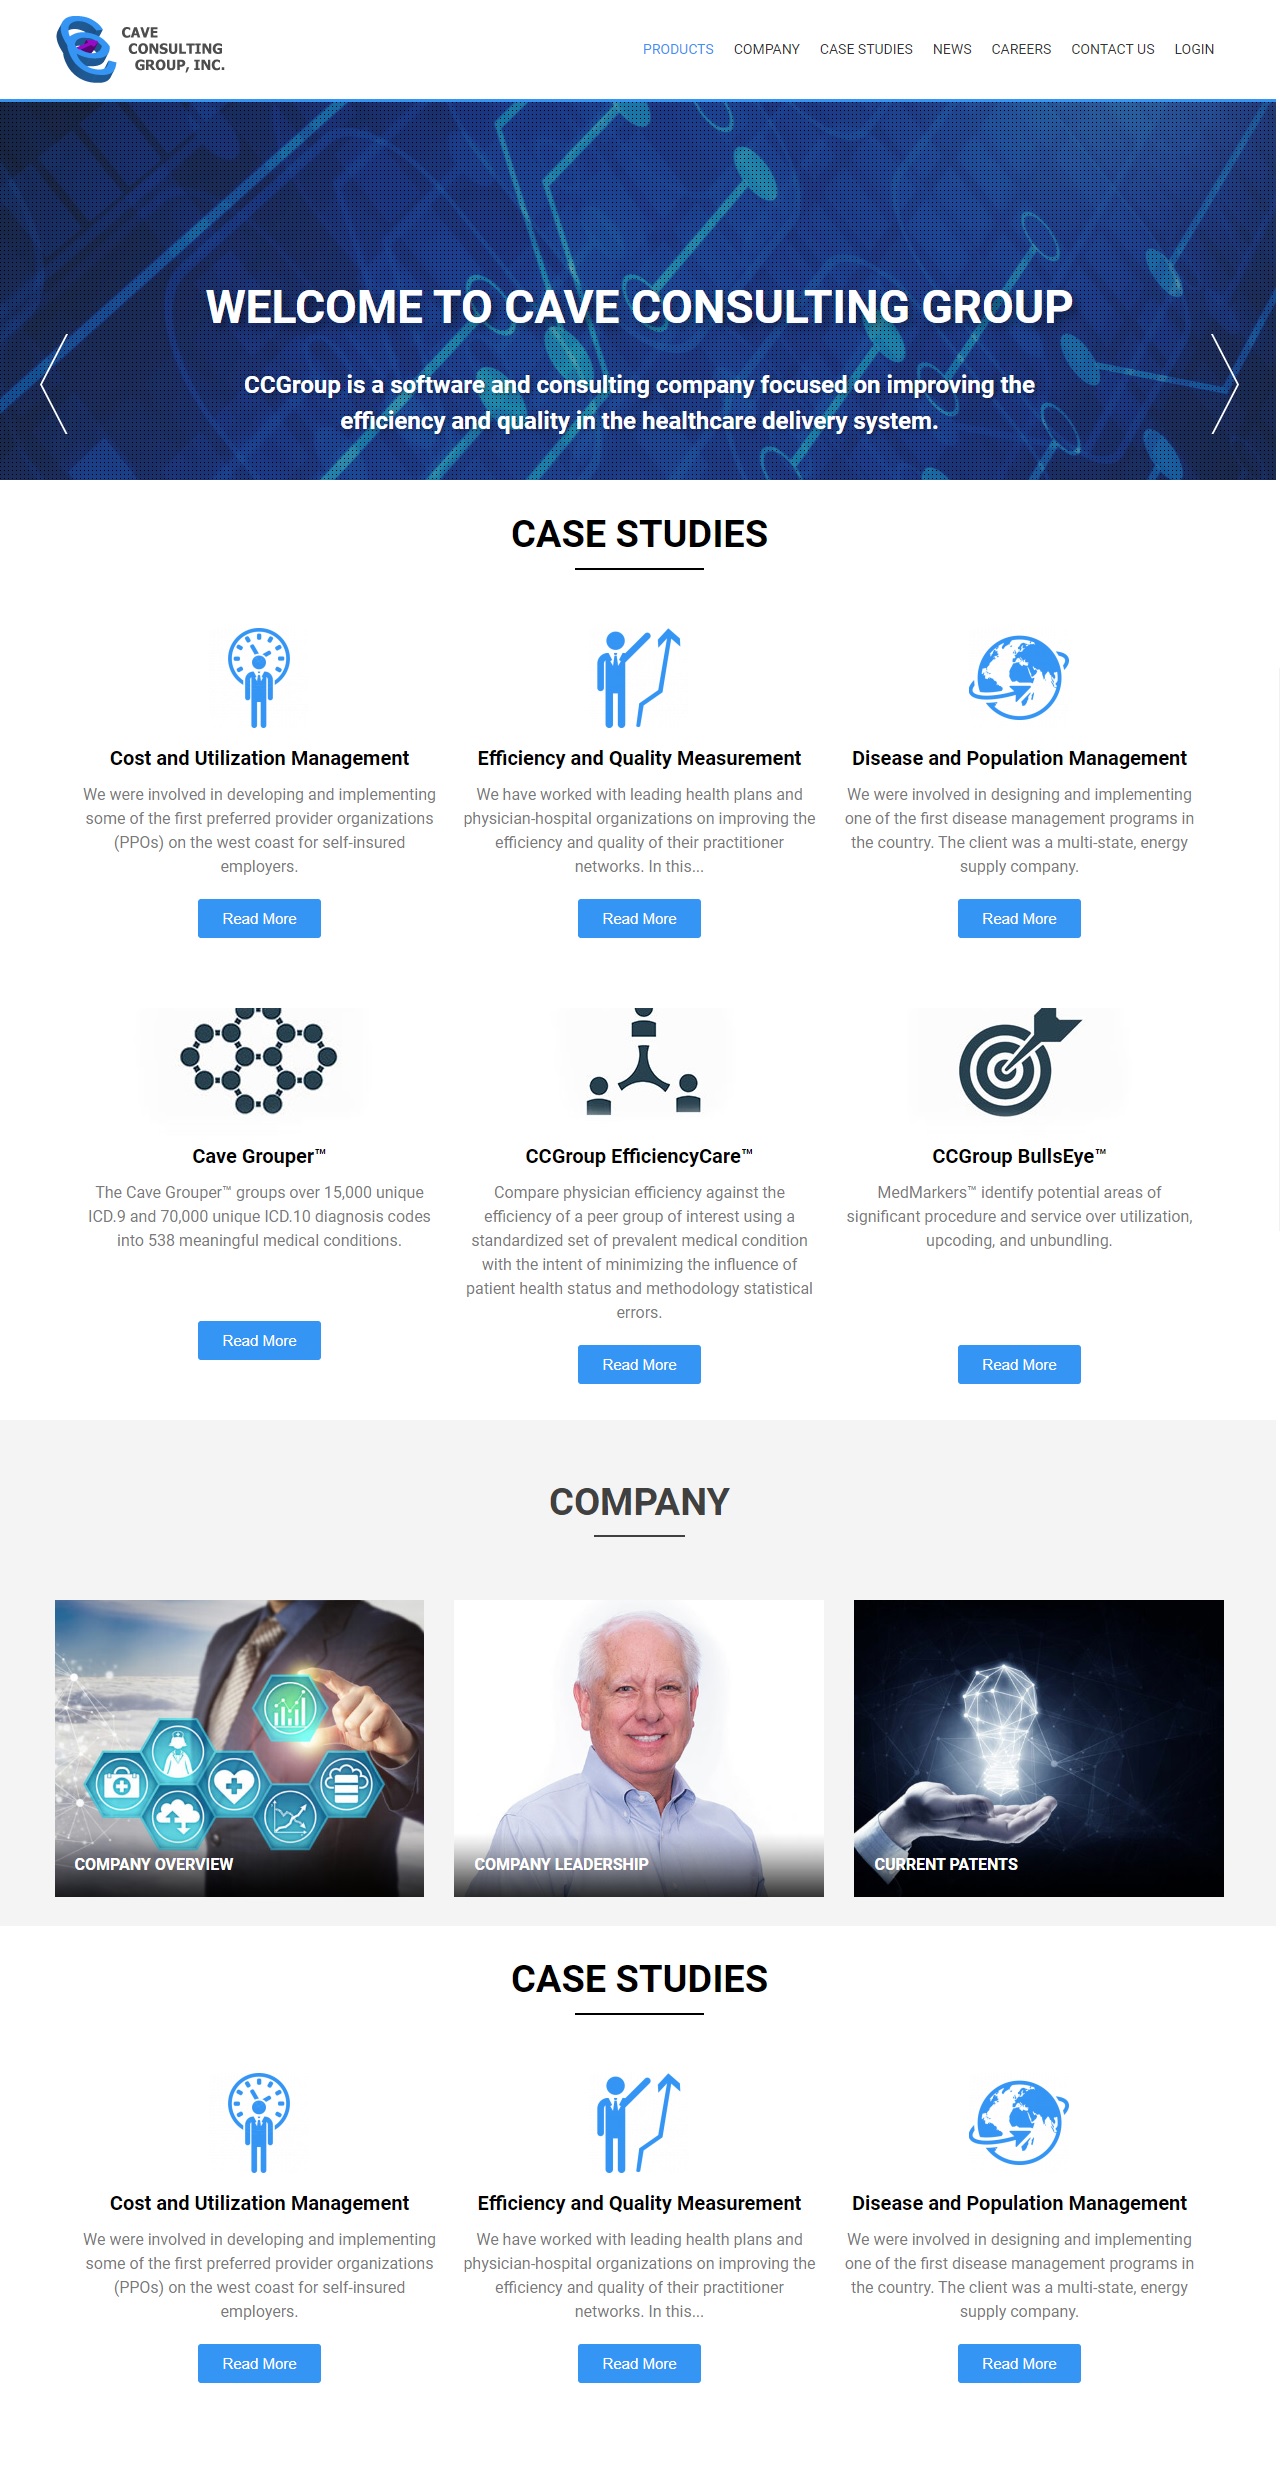 CAVE
CONSULTING
GROUP, INC.
PRODUCTS COMPANY CASE STUDIES NEWS CAREERS CONTACT US LOGIN
WELCOME TO CAVE CONSULTING GROUP
CCGroup is a software and consulting company focused on improving the
efficiency and quality in the healthcare delivery system.
CASE STUDIES
Cost and Utilization Management
We were involved in developing and implementing
some of the first preferred provider organizations
(PPOs) on the west coast for self-insured
employers.
Read More
Efficiency and Quality Measurement
We have worked with leading health plans and
physician-hospital organizations on improving the
efficiency and quality of their practitioner
networks. In this...
Read More
Disease and Population Management
We were involved in designing and implementing
one of the first disease management programs in
the country. The client was a multi-state, energy
supply company.
Read More
Cave Grouper™
The Cave Grouper™ groups over 15,000 unique
ICD.9 and 70,000 unique ICD.10 diagnosis codes
into 538 meaningful medical conditions.
Read More
CCGroup EfficiencyCare™
Compare physician efficiency against the
efficiency of a peer group of interest using a
standardized set of prevalent medical condition
with the intent of minimizing the influence of
patient health status and methodology statistical
errors.
Read More
CCGroup BullsEye™
MedMarkers™ identify potential areas of
significant procedure and service over utilization,
upcoding, and unbundling.
Read More
COMPANY
COMPANY OVERVIEW
COMPANY LEADERSHIP
CURRENT PATENTS
CASE STUDIES
Cost and Utilization Management
We were involved in developing and implementing
some of the first preferred provider organizations
(PPOs) on the west coast for self-insured
employers.
Read More
Efficiency and Quality Measurement
We have worked with leading health plans and
physician-hospital organizations on improving the
efficiency and quality of their practitioner
networks. In this...
Read More
Disease and Population Management
We were involved in designing and implementing
one of the first disease management programs in
the country. The client was a multi-state, energy
supply company.
Read More